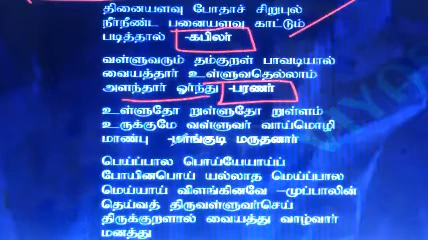 தினையளவு போதாச் சிறுபுல்
நீர்நீண்ட பனையளவு காட்டும்
படித்தால் -கபிலர்
வள்ளுவரும் தம்குறள் பாவடியால்
வையத்தார் உள்ளுவதெல்லாம்
அளந்தார் ஓர்ந்து -பரணர்
உள்ளுதோ றுள்ளுதோ றுள்ளம்
உருக்குமே வள்ளுவர் வாய்மொழி
மாண்பு -மாங்குடி மருதனார்
பெய்ப்பால பொய்யேயாய்ப்
போயினபொய் யல்லாத மெய்ப்பால
மெய்யாய் விளங்கினவே –முப்பாலின்
தெய்வத் திருவள்ளுவர்செய்
திருக்குறளால் வையத்து வாழ்வார்
மனத்து